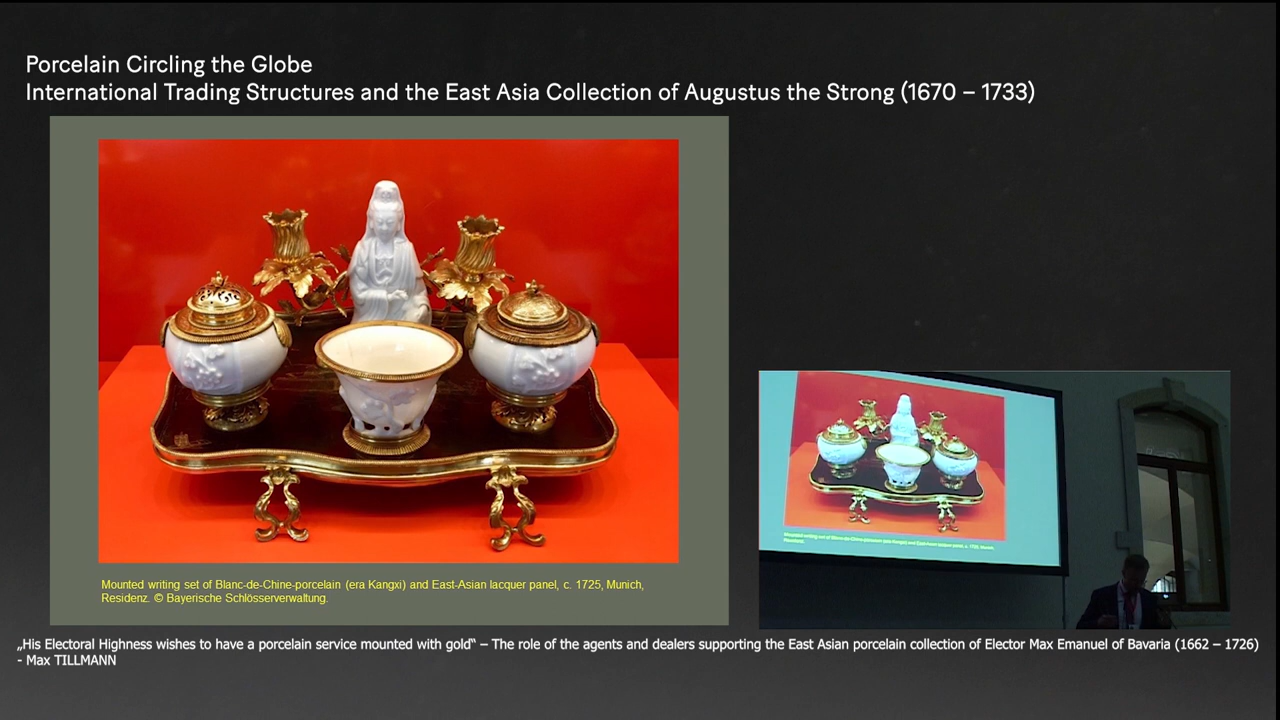 Porcelain Circling the Globe
International Trading Structures and the East Asia Collection of Augustus the Strong (1670 – 1733)
Mounted writing set of Blanc-de-Chine-porcelain (era Kangxi) and East-Asian lacquer panel, c. 1725, Munich,
Residenz. © Bayerische Schlösserverwaltung.
„His Electoral Highness wishes to have a porcelain service mounted with gold“ – The role of the agents and dealers supporting the East Asian porcelain collection of Elector Max Emanuel of Bavaria (1662 – 1726)
- Max TILLMANN